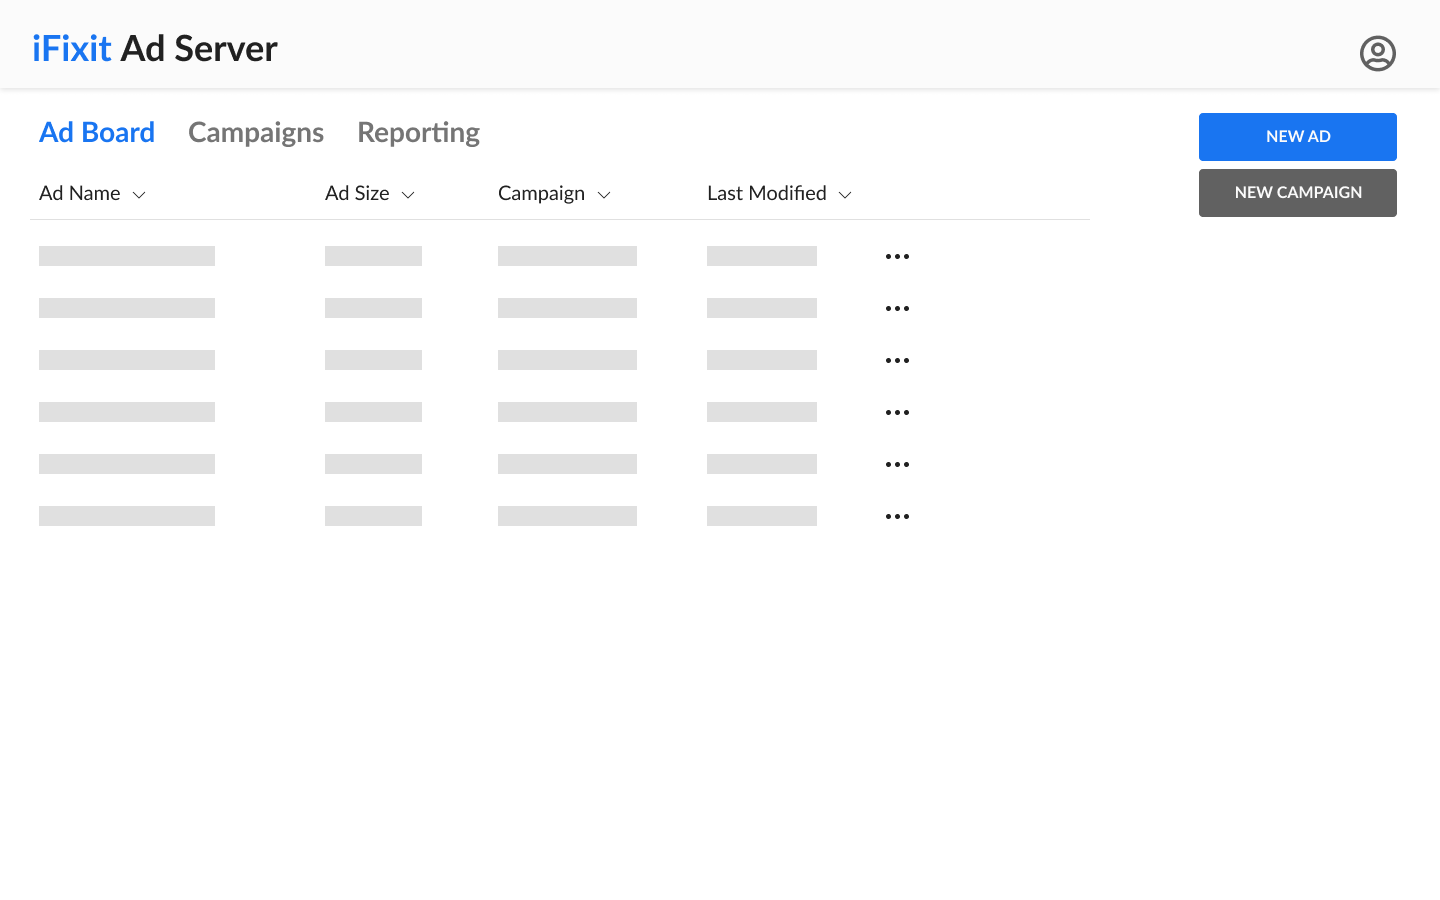 iFixit Ad Server
Ad Board Campaigns Reporting
NEW AD
Ad Name Ad Size Campaign Last Modified
NEW CAMPAIGN